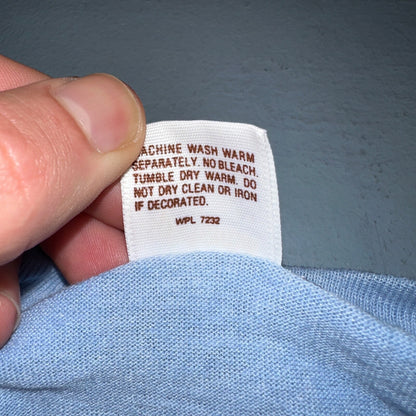 MACHINE WASH WARM
SEPARATELY. NO BLEACH.
TUMBLE DRY WARM. DO
NOT DRY CLEAN OR IRON
IF DECORATED.
WPL 7232